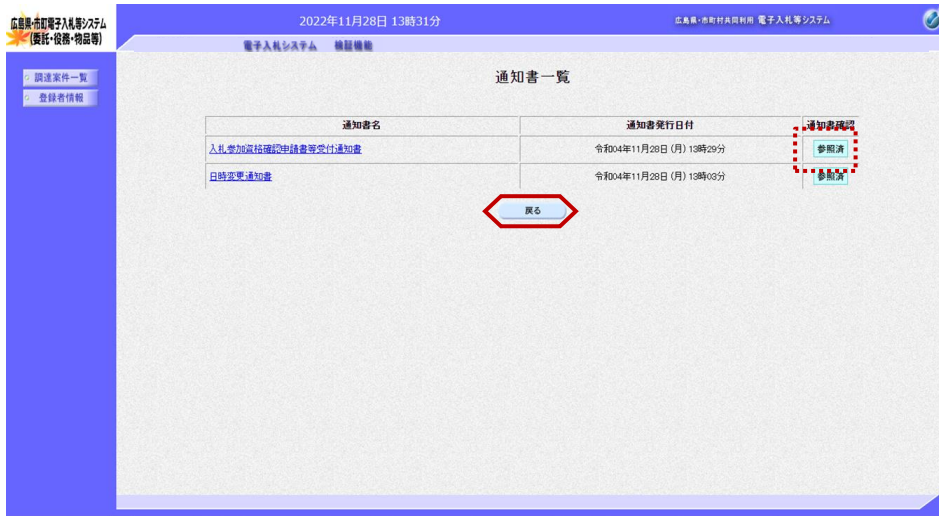 広島県・市町電子入札等システム
(委託・役務・物品等)
2022年11月28日 13時31分
広島県・市町村共同利用 電子入札等システム
電子入札システム 検証機能
調達案件一覧
登録者情報
通知書一覧
通知書名 通知書発行日付 通知書確認
入札参加資格確認申請書等受付通知書 令和04年11月28日 (月) 13時29分 参照済
日時変更通知書 令和04年11月28日 (月) 13時03分 参照済
戻る